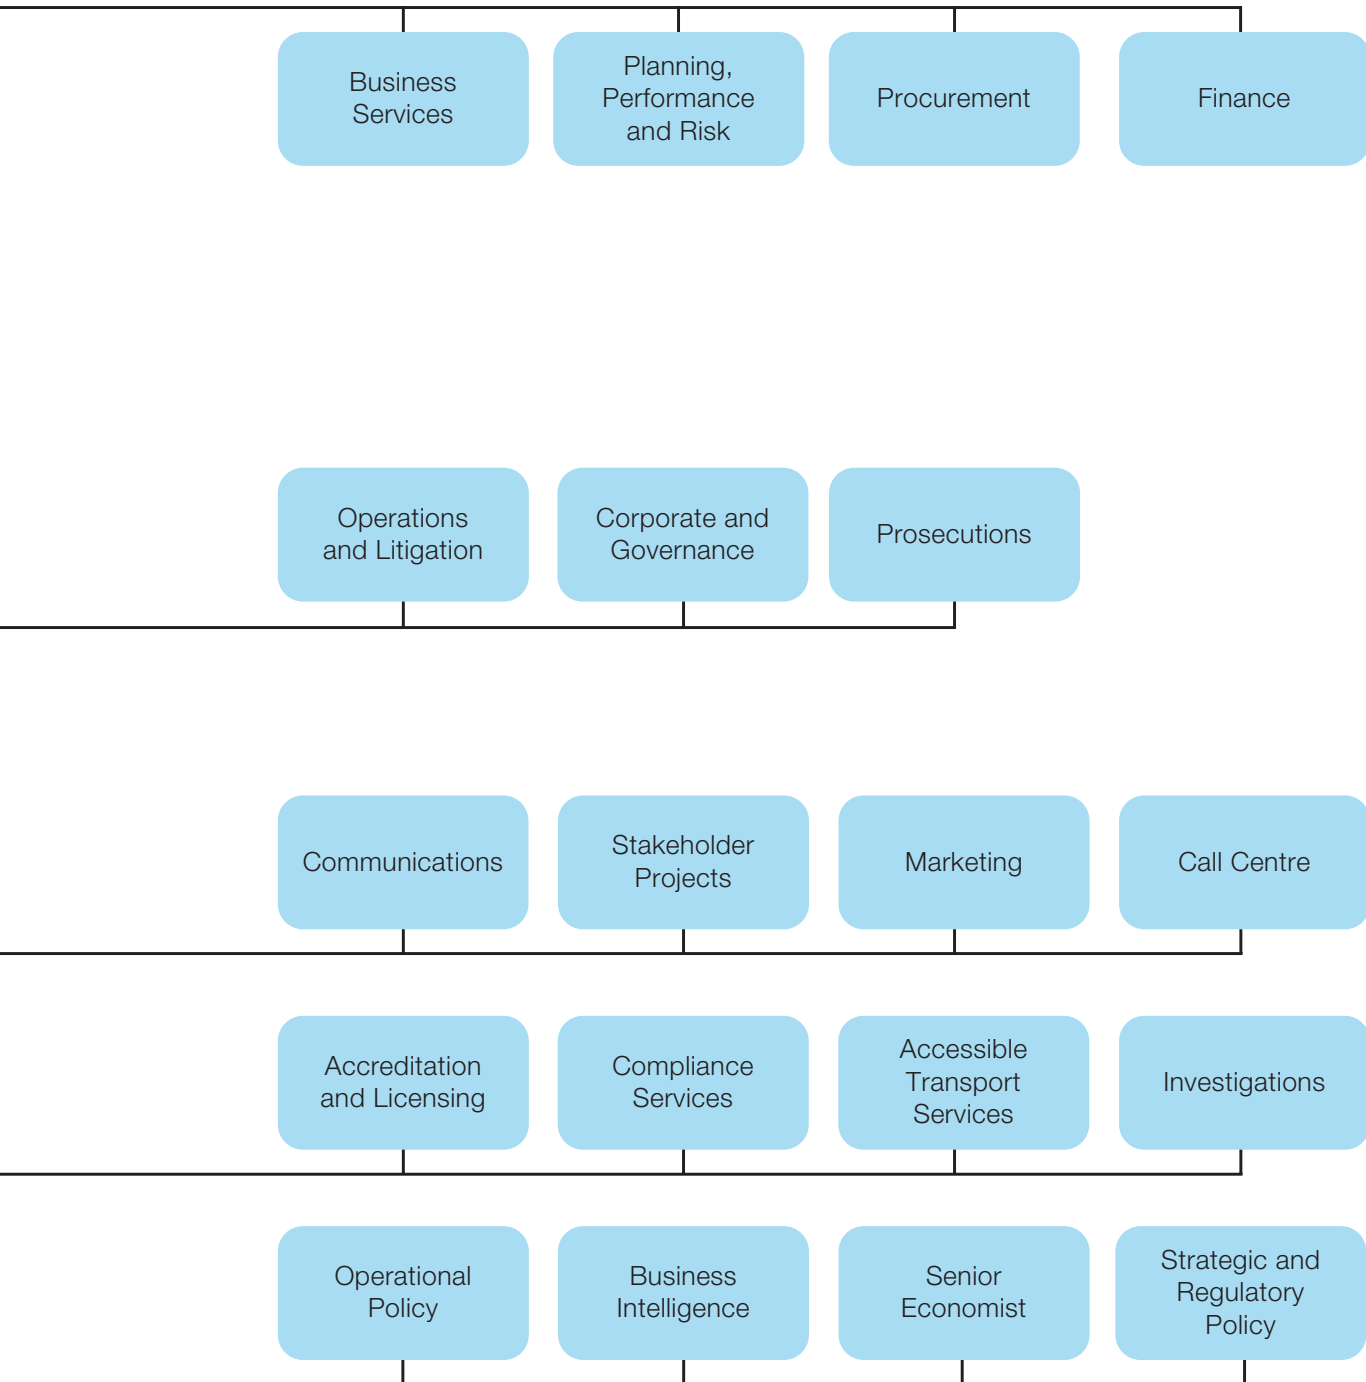 Business
Services
Planning,
Performance
and Risk
Procurement
Finance
Operations
and Litigation
Corporate and
Governance
Prosecutions
Communications
Stakeholder
Projects
Marketing
Call Centre
Accreditation
and Licensing
Compliance
Services
Accessible
Transport
Services
Investigations
Operational
Policy
Business
Intelligence
Senior
Economist
Strategic and
Regulatory
Policy